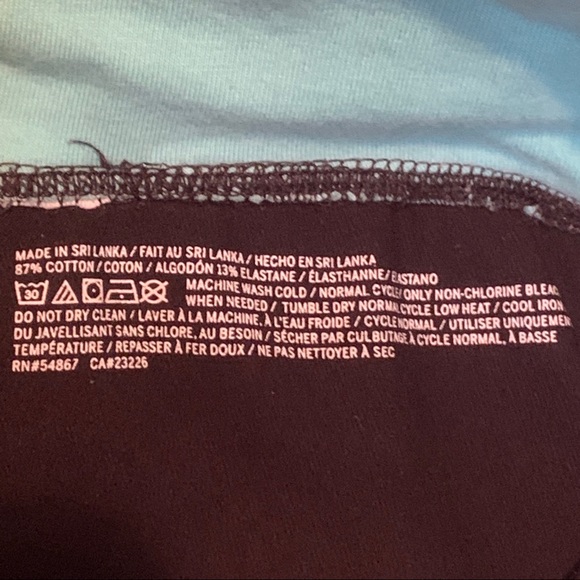 MADE IN SRI LANKA / FAIT AU SRI LANKA / HECHO EN SRI LANKA
87% COTTON / COTON / ALGODÓN 13% ELASTANE / ÉLASTHANNE / ELASTANO
30 MACHINE WASH COLD / NORMAL CYCLE / ONLY NON-CHLORINE BLEAC
WHEN NEEDED / TUMBLE DRY NORMAL CYCLE LOW HEAT / COOL IRON
DO NOT DRY CLEAN / LAVER À LA MACHINE, À L'EAU FROIDE / CYCLE NORMAL / UTILISER UNIQUEMEN
DU JAVELLISANT SANS CHLORE, AU BESOIN / SÉCHER PAR CULBUTAGE À CYCLE NORMAL, À BASSE
TEMPÉRATURE / REPASSER À FER DOUX / NE PAS NETTOYER À SEC
RN#54867 CA#23226